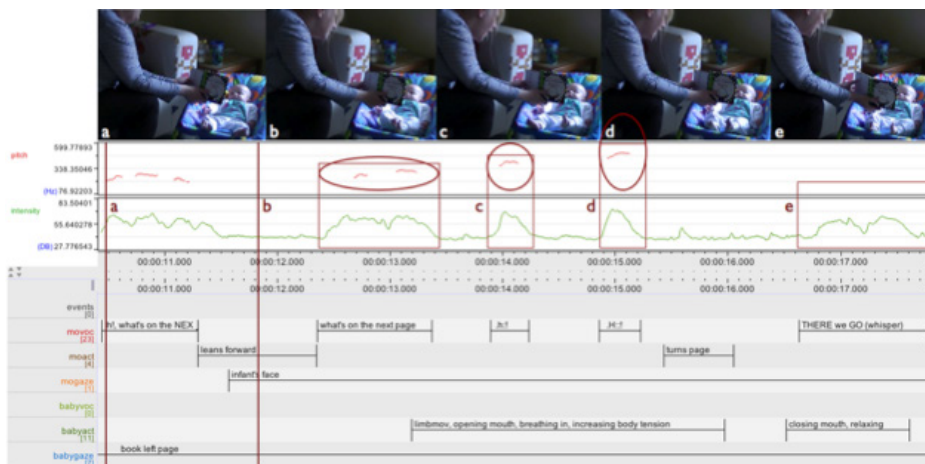 a b c d e
pitch
599.77893
338.35046
(Hz) 76.92203
intensity
83.50401
55.640278
(DB) 27.776543
a b c d e
00:00:11.000 00:00:12.000 00:00:13.000 00:00:14.000 00:00:15.000 00:00:16.000 00:00:17.000
00:00:11.000 00:00:12.000 00:00:13.000 00:00:14.000 00:00:15.000 00:00:16.000 00:00:17.000
events
[0]
movoc
[23]
h!, what's on the NEX
what's on the next page
.h:!
.H::!
THERE we GO (whisper)
moact
[4]
leans forward
turns page
mogaze
[1]
infant's face
babyvoc
[0]
babyact
[11]
limbmov, opening mouth, breathing in, increasing body tension
closing mouth, relaxing
babygaze
book left page